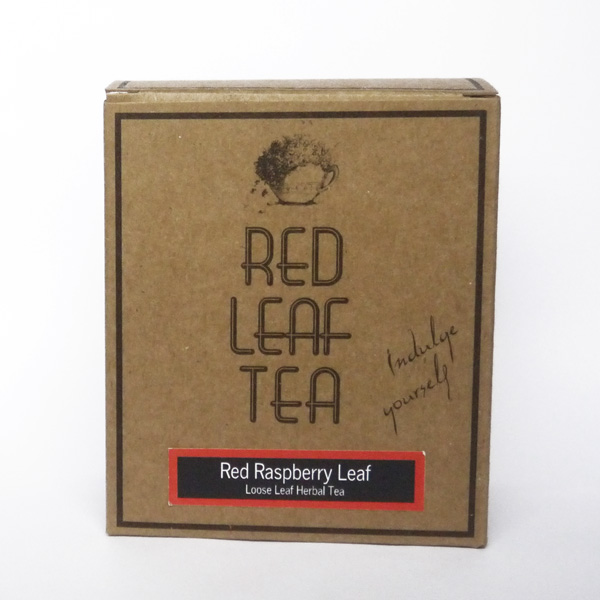 RED
LEAF
TEA
Indulge
yourself
Red Raspberry Leaf
Loose Leaf Herbal Tea